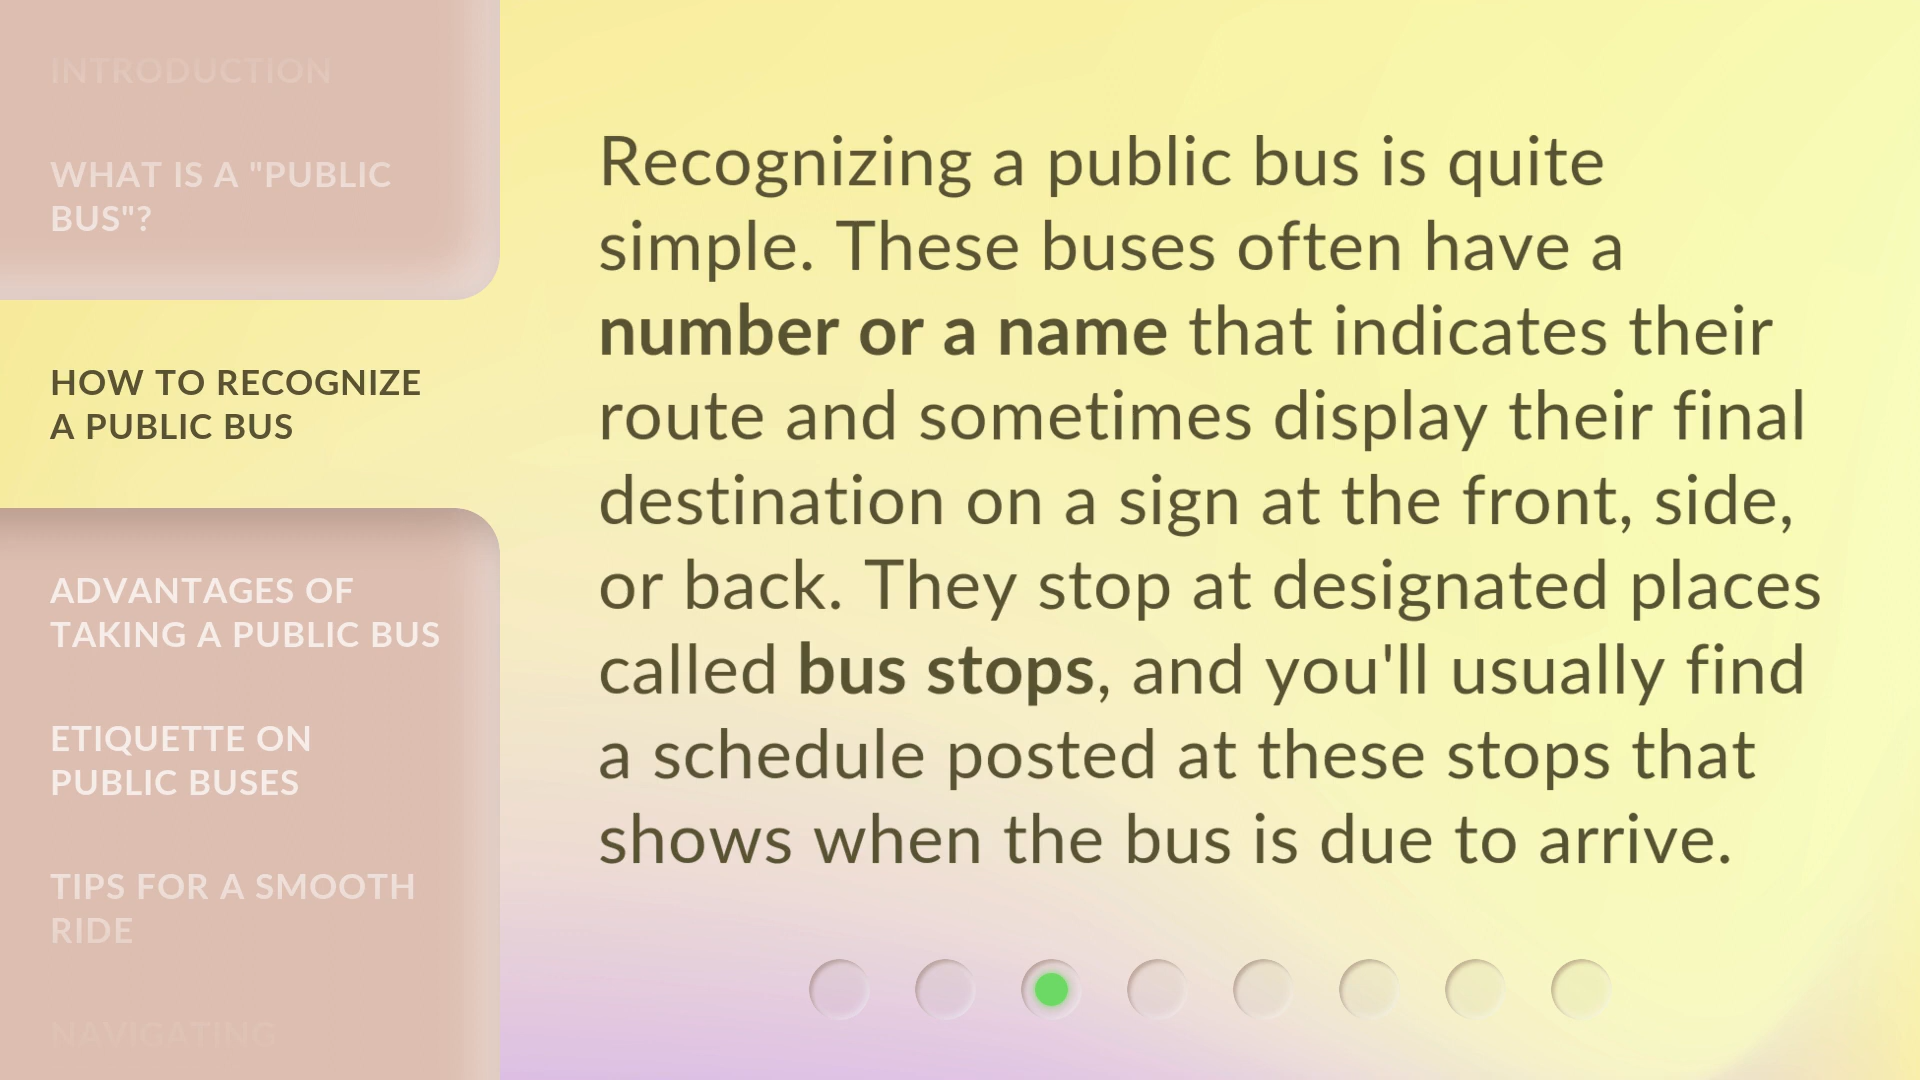 INTRODUCTION
WHAT IS A "PUBLIC
BUS"?
HOW TO RECOGNIZE
A PUBLIC BUS
ADVANTAGES OF
TAKING A PUBLIC BUS
ETIQUETTE ON
PUBLIC BUSES
TIPS FOR A SMOOTH
RIDE
NAVIGATING
Recognizing a public bus is quite
simple. These buses often have a
number or a name that indicates their
route and sometimes display their final
destination on a sign at the front, side,
or back. They stop at designated places
called bus stops, and you'll usually find
a schedule posted at these stops that
shows when the bus is due to arrive.